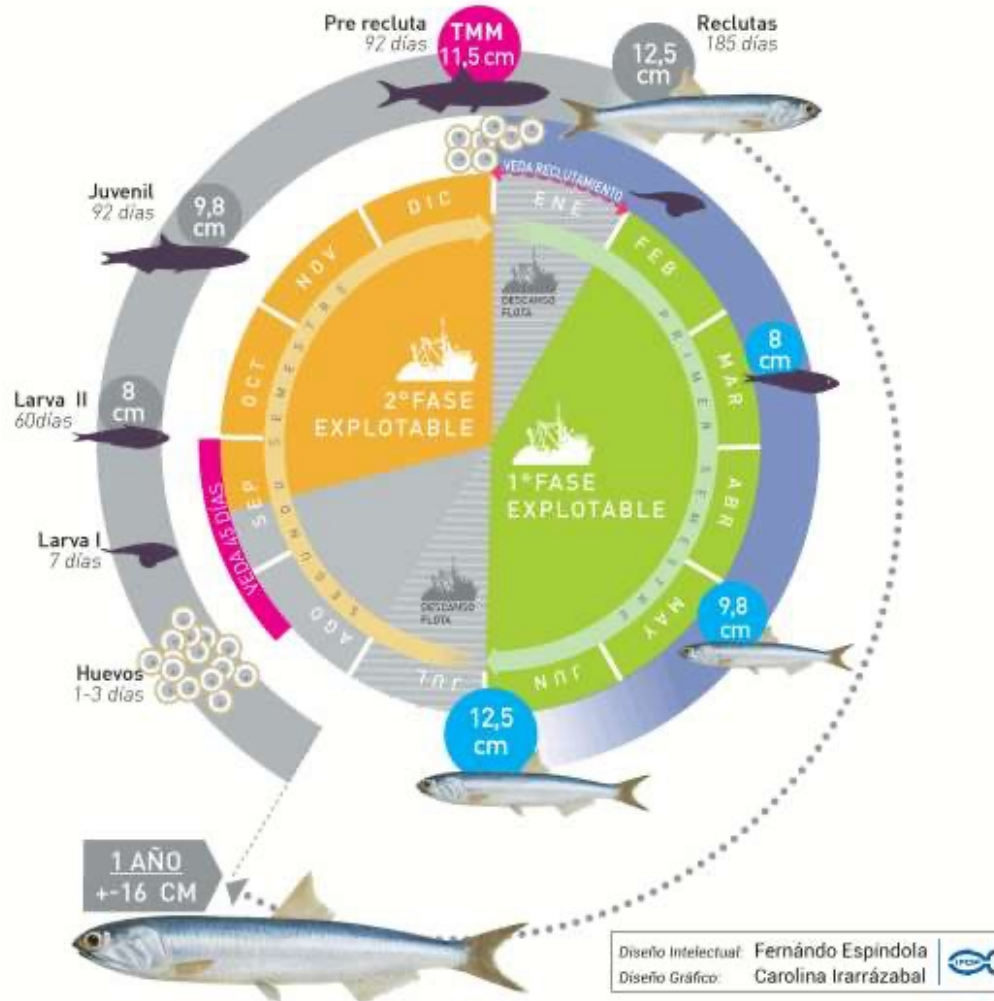 Pre recluta
92 días
TMM
11,5 cm
12,5
cm
Reclutas
185 días
Juvenil
92 días
9,8
cm
Larva II
60días
8
cm
Larva I
7 días
Huevos
1-3 días
VEDA RECLUTAMIENTO
ENE
FEB
MAR
ABR
MAY
JUN
JUL
AGO
SEP
OCT
NOV
DIC
PRIMER SEMESTRE
SEGUNDO SEMESTRE
DESCANSO
FLOTA
2°FASE
EXPLOTABLE
1°FASE
EXPLOTABLE
DESCANSO
FLOTA
VEDA 45 DÍAS
8
cm
9,8
cm
12,5
cm
1 AÑO
+-16 CM
Diseño Intelectual: Fernándo Espindola
Diseño Gráfico: Carolina Irarrázabal